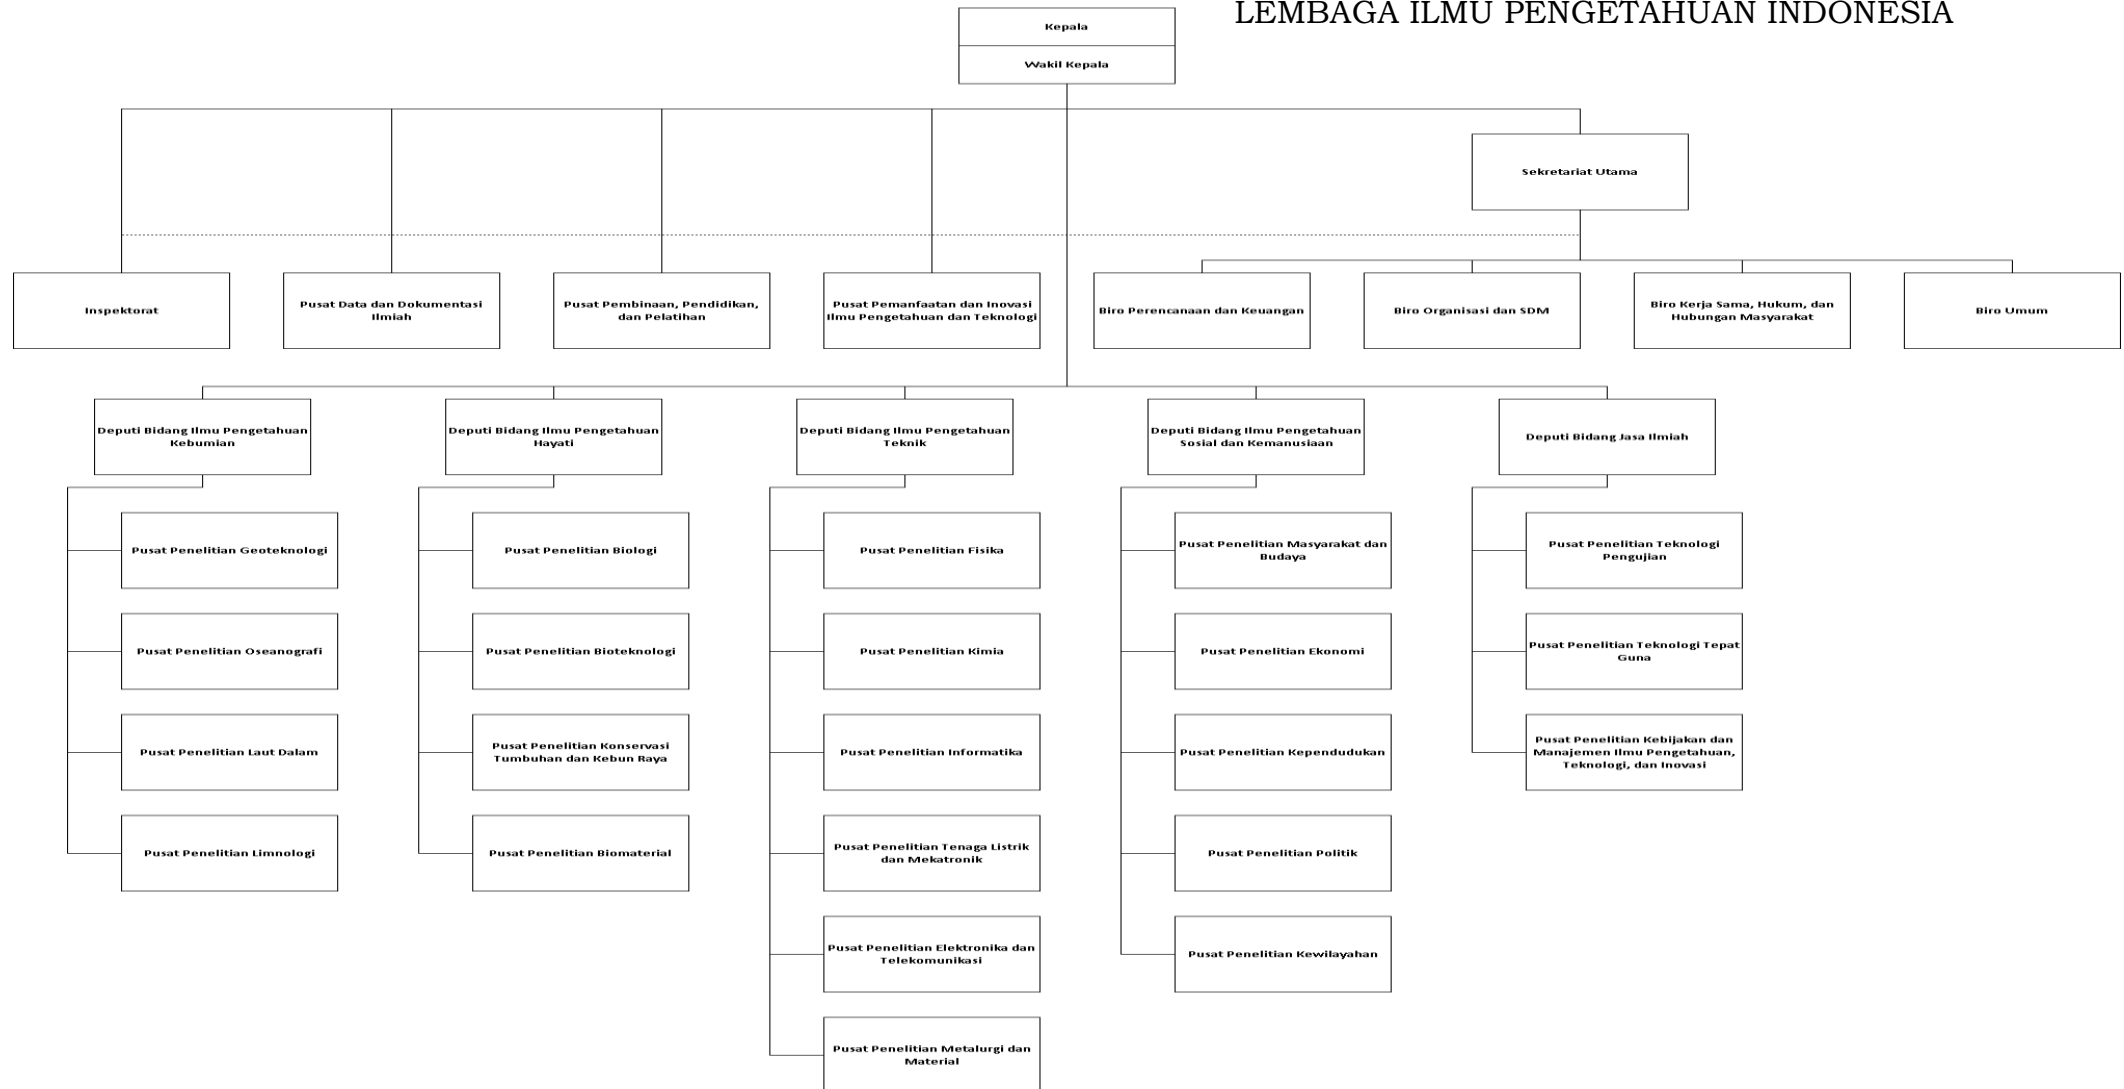 LEMBAGA ILMU PENGETAHUAN INDONESIA
Kepala
Wakil Kepala
Sekretariat Utama
Inspektorat
Pusat Data dan Dokumentasi
Ilmiah
Pusat Pembinaan, Pendidikan,
dan Pelatihan
Pusat Pemanfaatan dan Inovasi
Ilmu Pengetahuan dan Teknologi
Biro Perencanaan dan Keuangan
Biro Organisasi dan SDM
Biro Kerja Sama, Hukum, dan
Hubungan Masyarakat
Biro Umum
Deputi Bidang Ilmu Pengetahuan
Kebumian
Deputi Bidang Ilmu Pengetahuan
Hayati
Deputi Bidang Ilmu Pengetahuan
Teknik
Deputi Bidang Ilmu Pengetahuan
Sosial dan Kemanusiaan
Deputi Bidang Jasa Ilmiah
Pusat Penelitian Geoteknologi
Pusat Penelitian Biologi
Pusat Penelitian Fisika
Pusat Penelitian Masyarakat dan
Budaya
Pusat Penelitian Teknologi
Pengujian
Pusat Penelitian Oseanografi
Pusat Penelitian Bioteknologi
Pusat Penelitian Kimia
Pusat Penelitian Ekonomi
Pusat Penelitian Teknologi Tepat
Guna
Pusat Penelitian Laut Dalam
Pusat Penelitian Konservasi
Tumbuhan dan Kebun Raya
Pusat Penelitian Informatika
Pusat Penelitian Kependudukan
Pusat Penelitian Kebijakan dan
Manajemen Ilmu Pengetahuan,
Teknologi, dan Inovasi
Pusat Penelitian Limnologi
Pusat Penelitian Biomaterial
Pusat Penelitian Tenaga Listrik
dan Mekatronik
Pusat Penelitian Politik
Pusat Penelitian Elektronika dan
Telekomunikasi
Pusat Penelitian Kewilayahan
Pusat Penelitian Metalurgi dan
Material